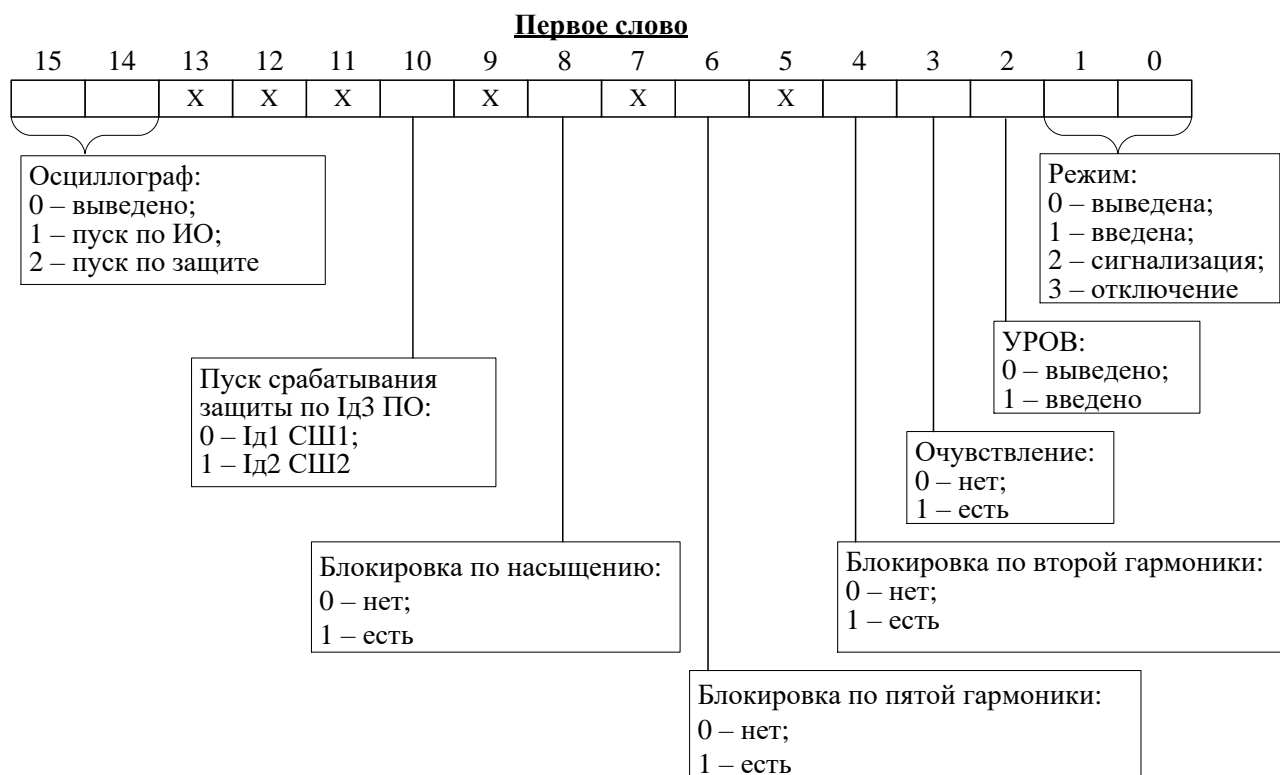 Первое слово
15 14 13 12 11 10 9 8 7 6 5 4 3 2 1 0
X X X X X X
Осциллограф:
0 – выведено;
1 – пуск по ИО;
2 – пуск по защите
Режим:
0 – выведена;
1 – введена;
2 – сигнализация;
3 – отключение
УРОВ:
0 – выведено;
1 – введено
Пуск срабатывания
защиты по Iд3 ПО:
0 – Iд1 СШ1;
1 – Iд2 СШ2
Очувствление:
0 – нет;
1 – есть
Блокировка по насыщению:
0 – нет;
1 – есть
Блокировка по второй гармоники:
0 – нет;
1 – есть
Блокировка по пятой гармоники:
0 – нет;
1 – есть